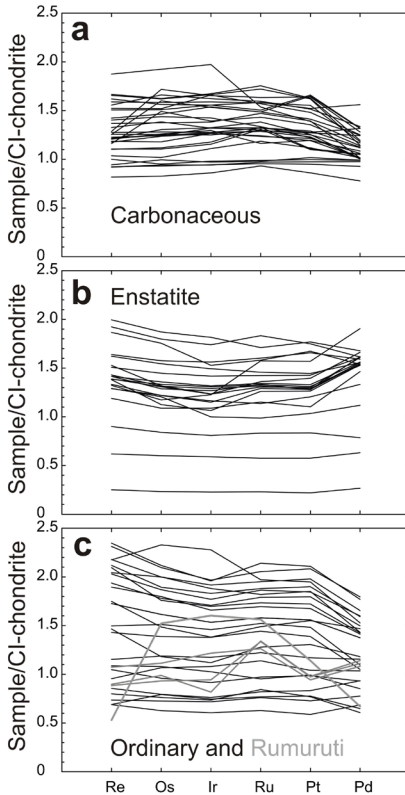 a
2.5
2.0
1.5
1.0
0.5
0
Sample/CI-chondrite
Carbonaceous
b
Enstatite
2.5
2.0
1.5
1.0
0.5
0
Sample/CI-chondrite
c
2.5
2.0
1.5
1.0
0.5
0
Sample/CI-chondrite
Ordinary and Rumuruti
Re Os Ir Ru Pt Pd